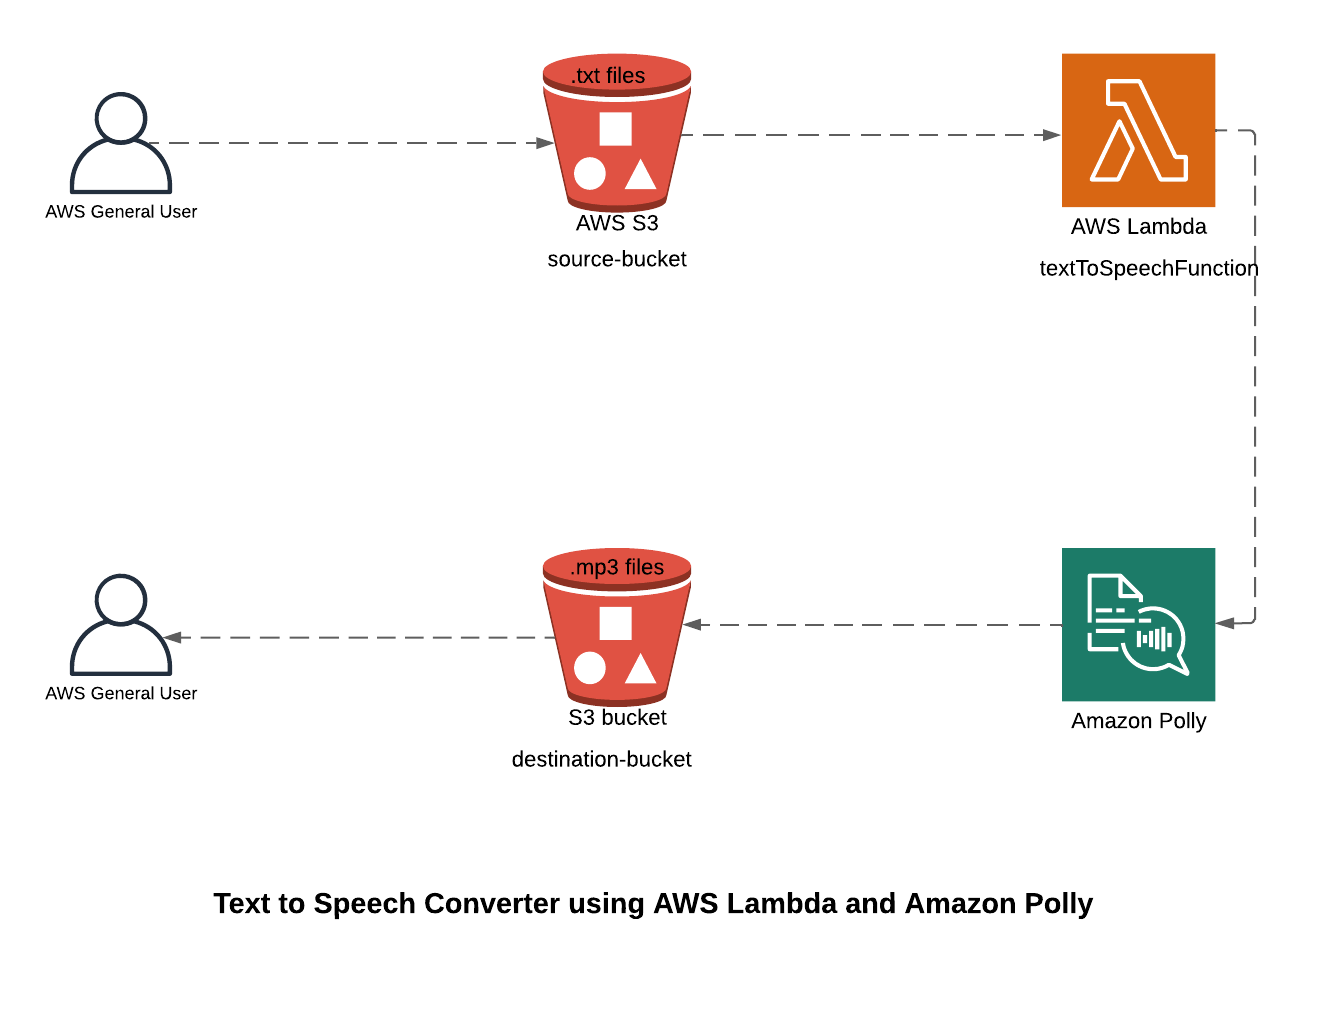 .txt files
AWS General User
AWS S3
source-bucket
AWS Lambda
textToSpeechFunction
.mp3 files
AWS General User
S3 bucket
destination-bucket
Amazon Polly
Text to Speech Converter using AWS Lambda and Amazon Polly